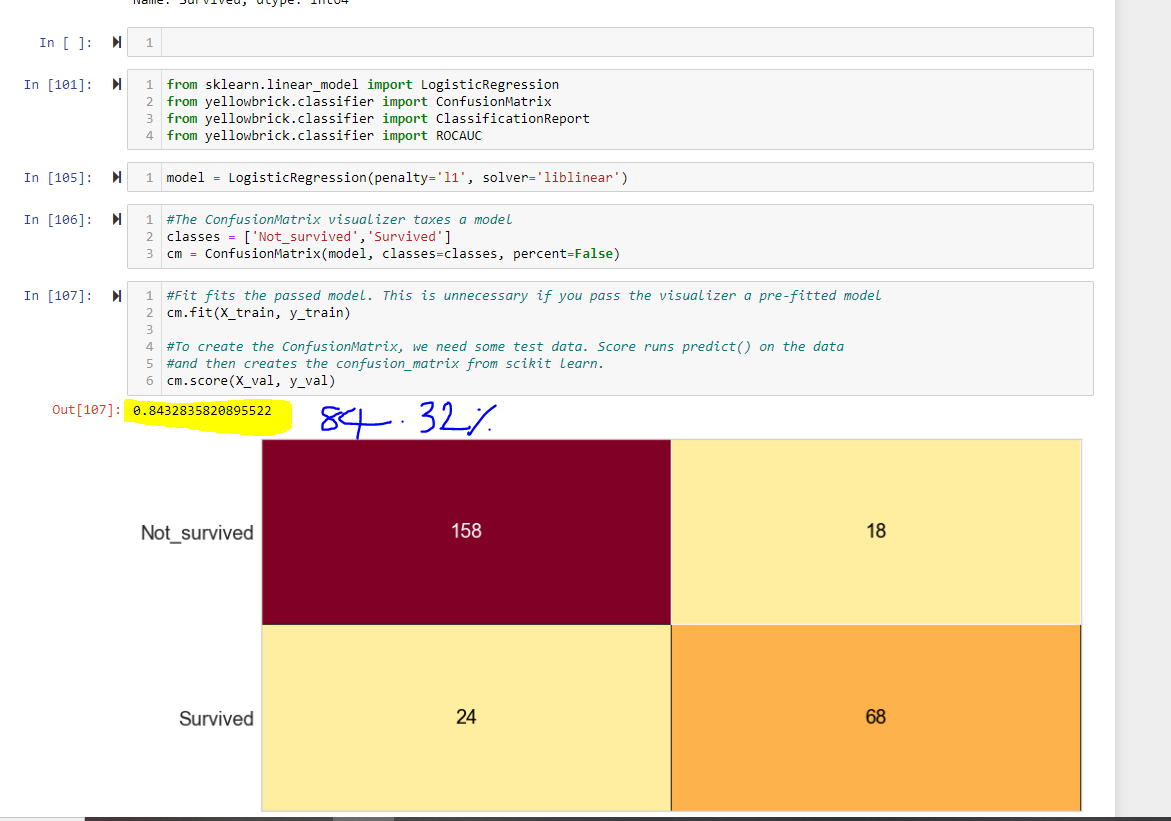 Name: Survived, dtype: int64
In [ ]:
1
In [101]:
1 from sklearn.linear_model import LogisticRegression
2 from yellowbrick.classifier import ConfusionMatrix
3 from yellowbrick.classifier import ClassificationReport
4 from yellowbrick.classifier import ROCAUC
In [105]:
1 model = LogisticRegression(penalty='l1', solver='liblinear')
In [106]:
1 #The ConfusionMatrix visualizer taxes a model
2 classes = ['Not_survived','Survived']
3 cm = ConfusionMatrix(model, classes=classes, percent=False)
In [107]:
1 #Fit fits the passed model. This is unnecessary if you pass the visualizer a pre-fitted model
2 cm.fit(X_train, y_train)
3
4 #To create the ConfusionMatrix, we need some test data. Score runs predict() on the data
5 #and then creates the confusion_matrix from scikit learn.
6 cm.score(X_val, y_val)
Out[107]: 0.8432835820895522 84.32%
Not_survived 158 18
Survived 24 68